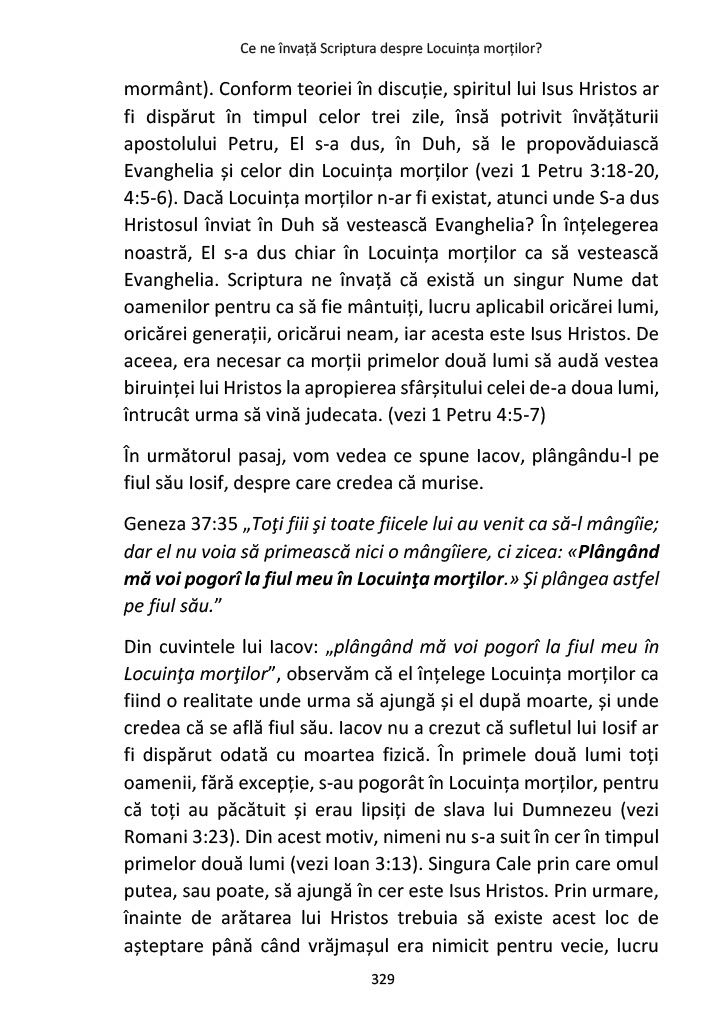 Ce ne învață Scriptura despre Locuința morților?
mormânt). Conform teoriei în discuție, spiritul lui Isus Hristos ar
fi dispărut în timpul celor trei zile, însă potrivit învățăturii
apostolului Petru, El s-a dus, în Duh, să le propovăduiască
Evanghelia și celor din Locuința morților (vezi 1 Petru 3:18-20,
4:5-6). Dacă Locuința morților n-ar fi existat, atunci unde S-a dus
Hristosul înviat în Duh să vestească Evanghelia? În înțelegerea
noastră, El s-a dus chiar în Locuința morților ca să vestească
Evanghelia. Scriptura ne învață că există un singur Nume dat
oamenilor pentru ca să fie mântuiți, lucru aplicabil oricărei lumi,
oricărei generații, oricărui neam, iar acesta este Isus Hristos. De
aceea, era necesar ca morții primelor două lumi să audă vestea
biruinței lui Hristos la apropierea sfârșitului celei de-a doua lumi,
întrucât urma să vină judecata. (vezi 1 Petru 4:5-7)
În următorul pasaj, vom vedea ce spune Iacov, plângându-l pe
fiul său Iosif, despre care credea că murise.
Geneza 37:35 „Toţi fiii şi toate fiicele lui au venit ca să-l mângîie;
dar el nu voia să primească nici o mângîiere, ci zicea: «Plângând
mă voi pogorî la fiul meu în Locuinţa morţilor.» Şi plângea astfel
pe fiul său.”
Din cuvintele lui Iacov: „plângând mă voi pogorî la fiul meu în
Locuinţa morţilor”, observăm că el înțelege Locuința morților ca
fiind o realitate unde urma să ajungă și el după moarte, și unde
credea că se află fiul său. Iacov nu a crezut că sufletul lui Iosif ar
fi dispărut odată cu moartea fizică. În primele două lumi toți
oamenii, fără excepție, s-au pogorât în Locuința morților, pentru
că toți au păcătuit și erau lipsiți de slava lui Dumnezeu (vezi
Romani 3:23). Din acest motiv, nimeni nu s-a suit în cer în timpul
primelor două lumi (vezi Ioan 3:13). Singura Cale prin care omul
putea, sau poate, să ajungă în cer este Isus Hristos. Prin urmare,
înainte de arătarea lui Hristos trebuia să existe acest loc de
așteptare până când vrăjmașul era nimicit pentru vecie, lucru
329